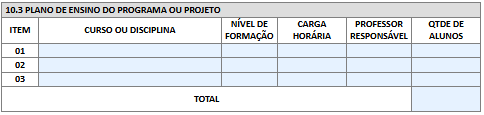 10.3 PLANO DE ENSINO DO PROGRAMA OU PROJETO
ITEM CURSO OU DISCIPLINA NÍVEL DE FORMAÇÃO CARGA HORÁRIA PROFESSOR RESPONSÁVEL QTDE DE ALUNOS
01
02
03
TOTAL